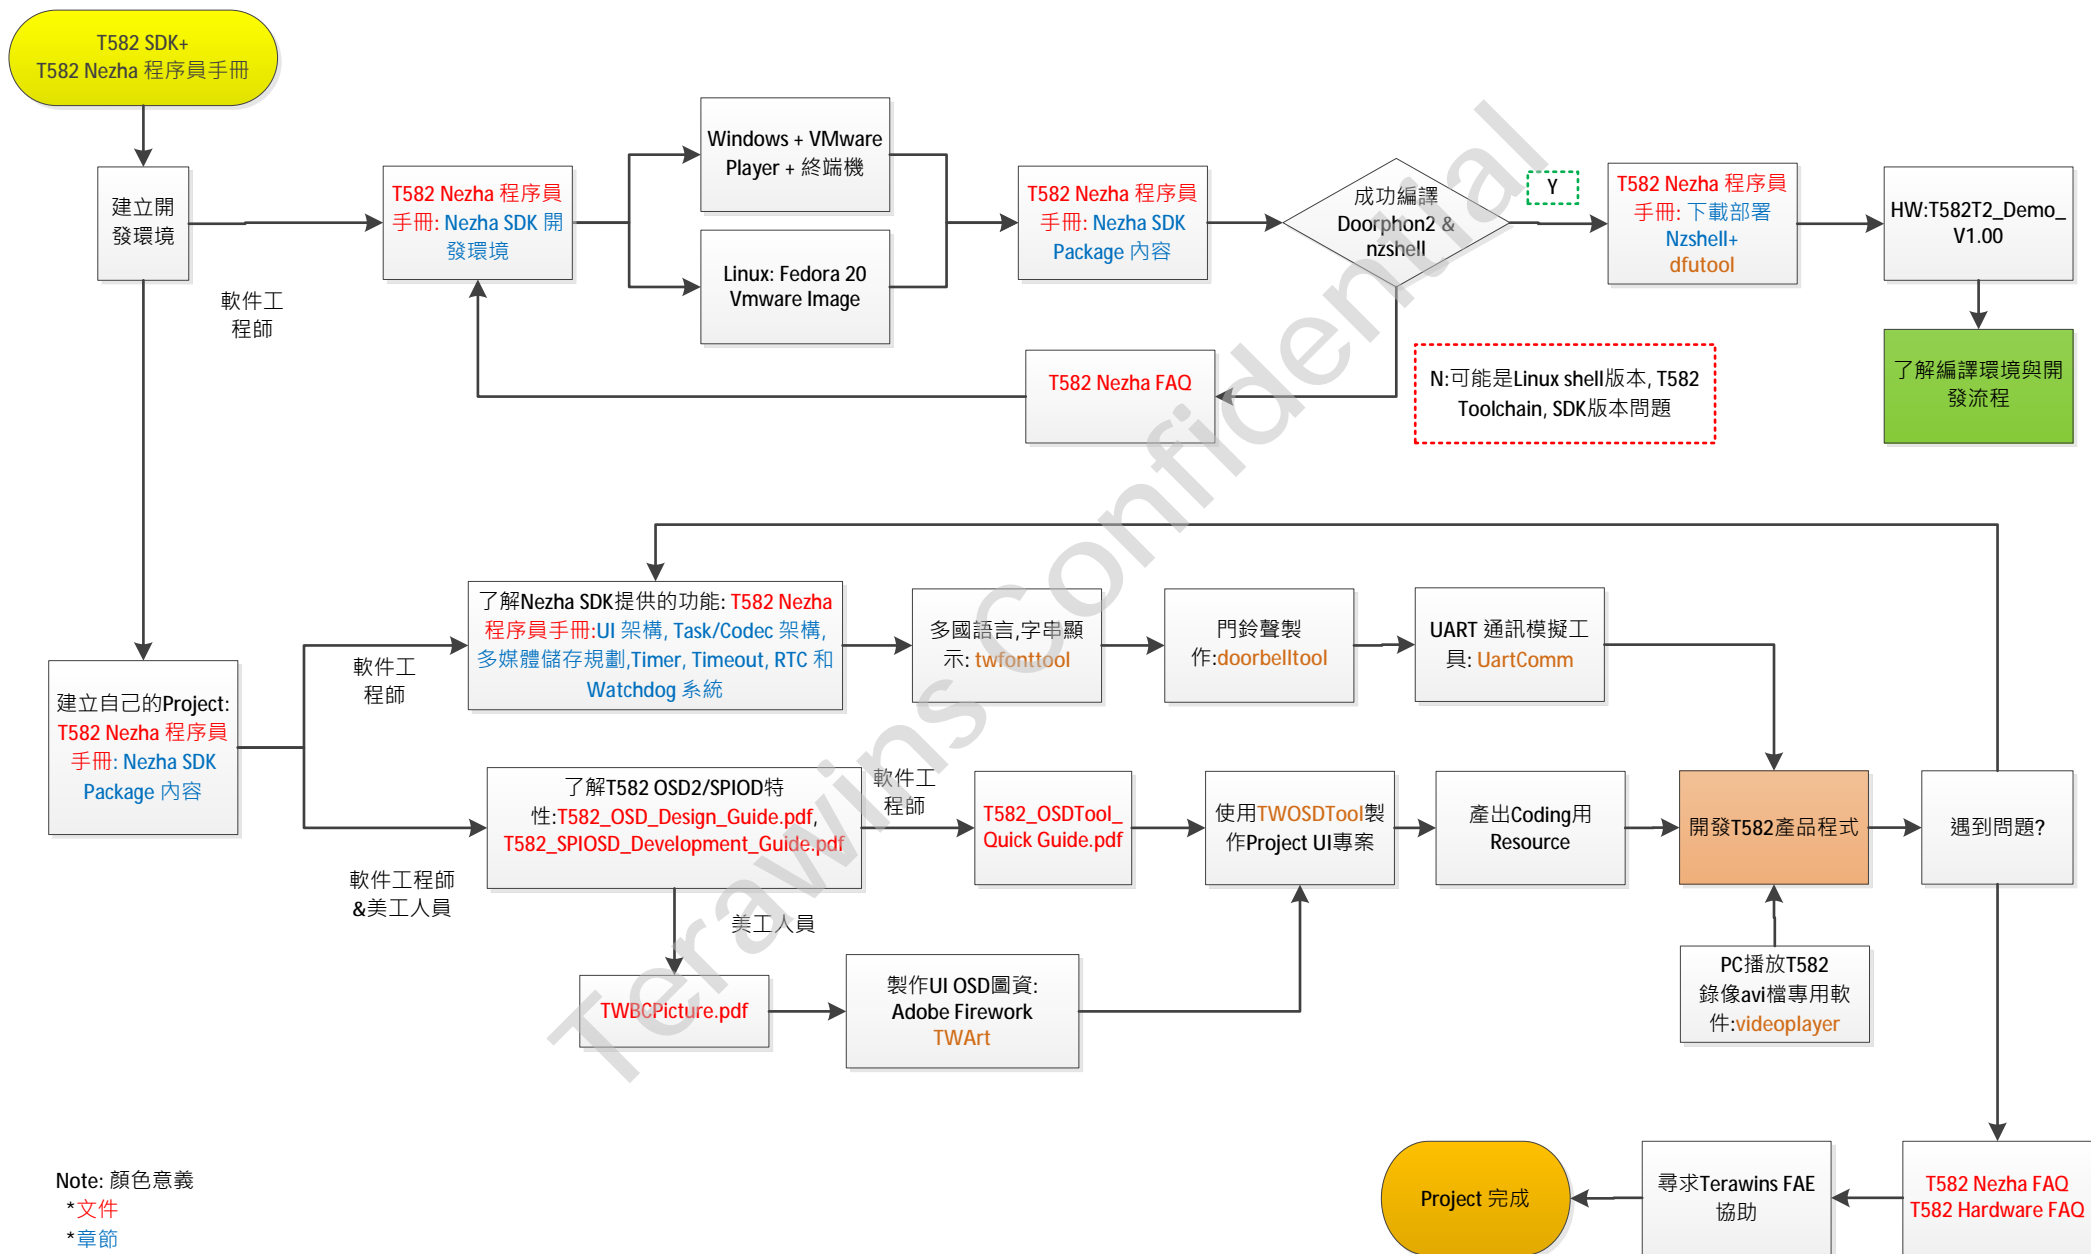 T582 SDK+
T582 Nezha 程序員手冊
建立開
發環境
軟件工
程師
T582 Nezha 程序員
手冊: Nezha SDK 開
發環境
Windows + VMware
Player + 終端機
Linux: Fedora 20
Vmware Image
T582 Nezha 程序員
手冊: Nezha SDK
Package 內容
成功編譯
Doorphon2 &
nzshell
Y
T582 Nezha 程序員
手冊: 下載部署
Nzshell+
dfutool
HW:T582T2_Demo_
V1.00
了解編譯環境與開
發流程
T582 Nezha FAQ
N:可能是Linux shell版本, T582
Toolchain, SDK版本問題
建立自己的Project:
T582 Nezha 程序員
手冊: Nezha SDK
Package 內容
軟件工
程師
了解Nezha SDK提供的功能: T582 Nezha
程序員手冊:UI 架構, Task/Codec 架構,
多媒體儲存規劃,Timer, Timeout, RTC 和
Watchdog 系統
多國語言,字串顯
示: twfonttool
門鈴聲製
作:doorbelltool
UART 通訊模擬工
具: UartComm
軟件工程師
&美工人員
了解T582 OSD2/SPIOD特
性:T582_OSD_Design_Guide.pdf,
T582_SPIOSD_Development_Guide.pdf
軟件工
程師
T582_OSDTool_
Quick Guide.pdf
使用TWOSDTool製
作Project UI專案
產出Coding用
Resource
開發T582產品程式
遇到問題?
美工人員
TWBCPicture.pdf
製作UI OSD圖資:
Adobe Firework
TWArt
PC播放T582
錄像avi檔專用軟
件:videoplayer
T582 Nezha FAQ
T582 Hardware FAQ
尋求Terawins FAE
協助
Project 完成
Note: 顏色意義
*文件
*章節
Terawins Confidential